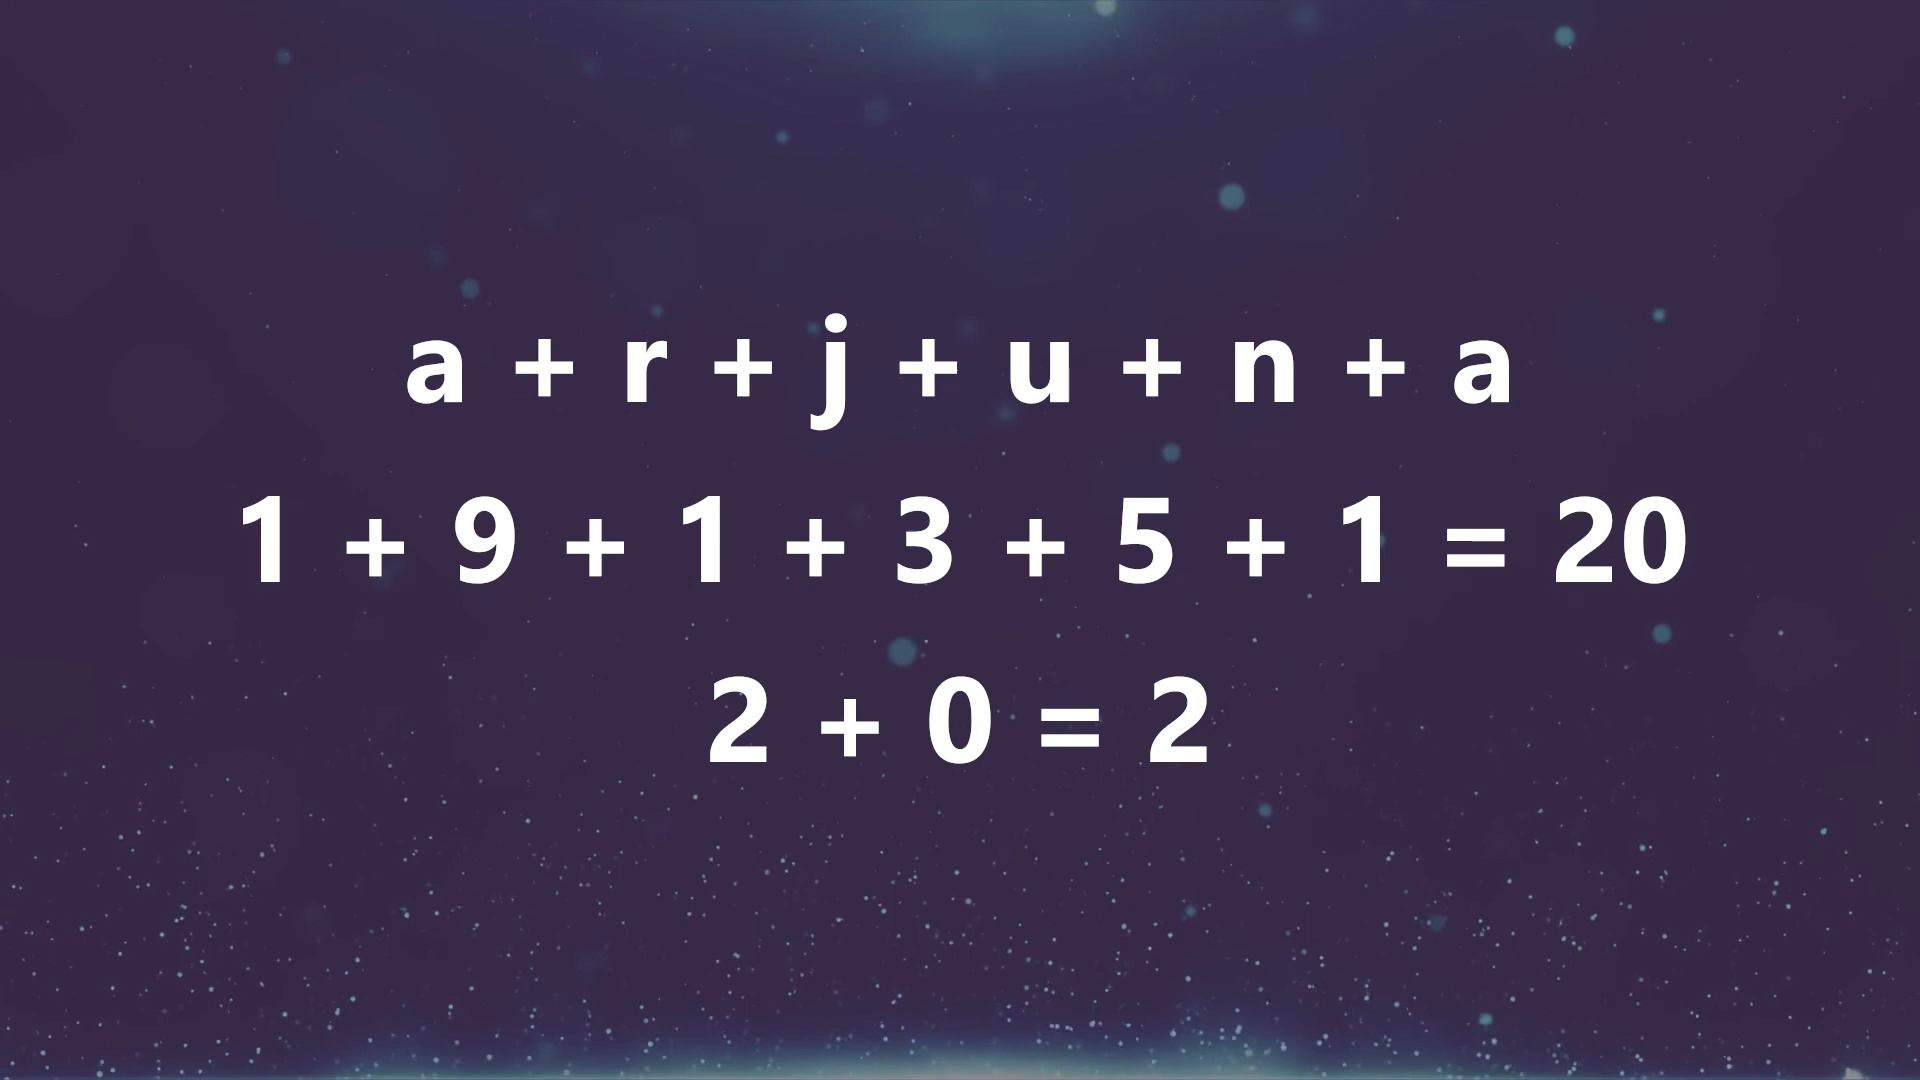 a + r + j + u + n + a
1 + 9 + 1 + 3 + 5 + 1 = 20
2 + 0 = 2